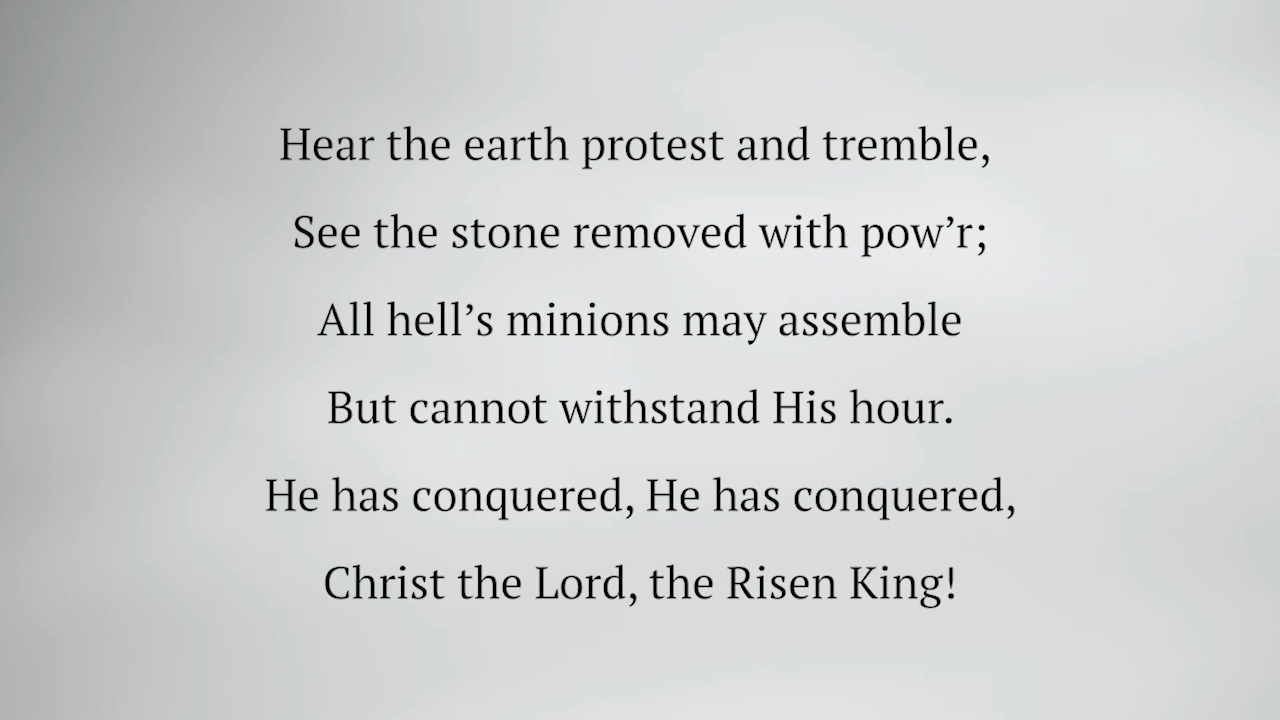 Hear the earth protest and tremble,
See the stone removed with pow’r;
All hell’s minions may assemble
But cannot withstand His hour.
He has conquered, He has conquered,
Christ the Lord, the Risen King!